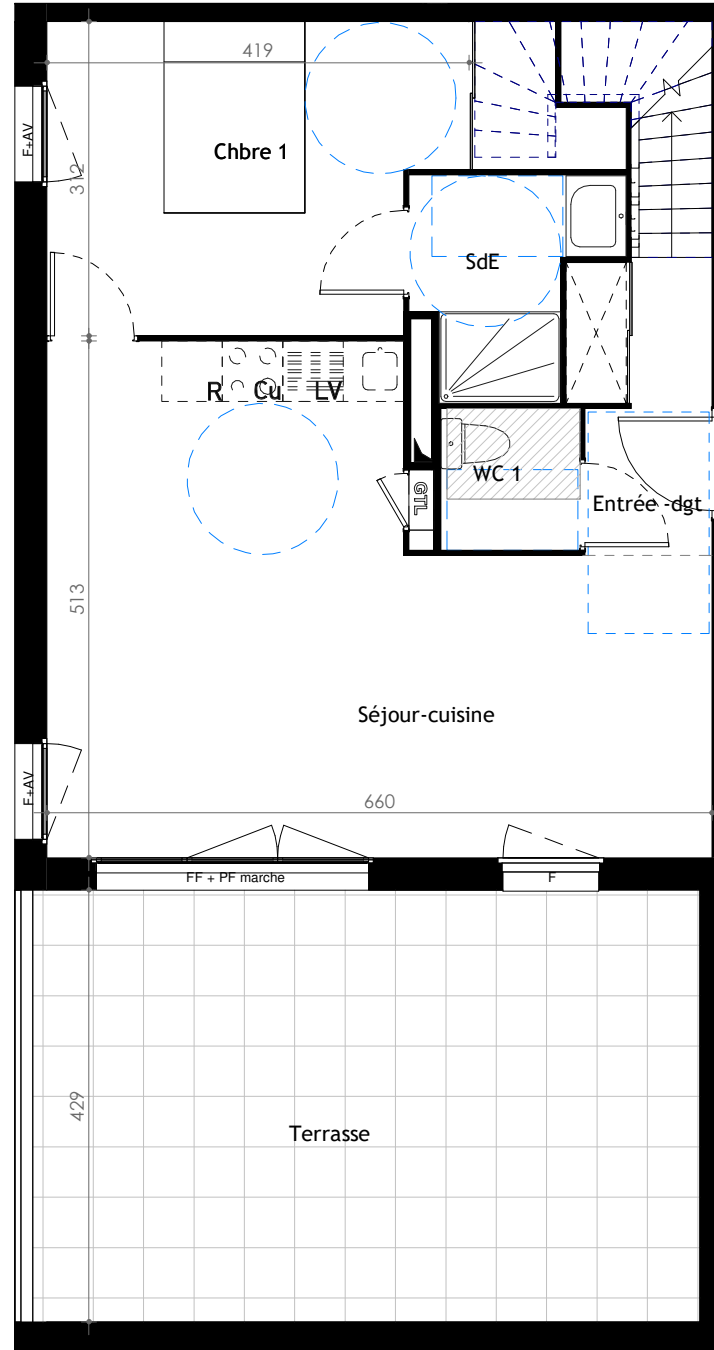 419
F+AV
Chbre 1
312
SdE
R
Cu
LV
WC 1
GTL
Entrée -dgt
513
Séjour-cuisine
F+AV
660
FF + PF marche
F
429
Terrasse